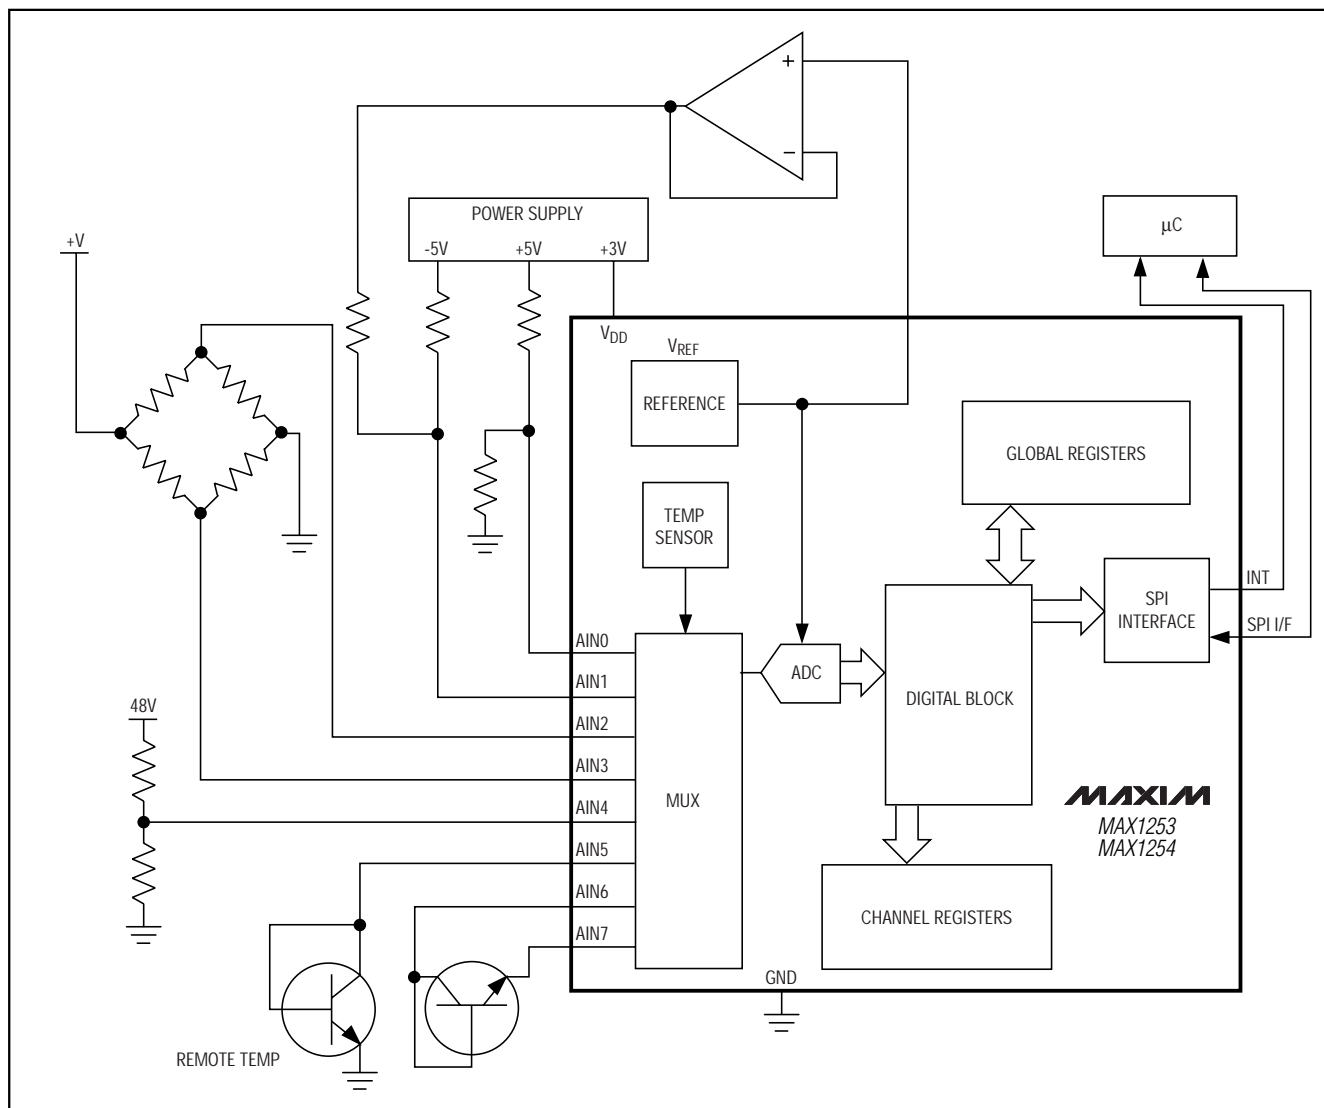 +
−
POWER SUPPLY
-5V +5V +3V
µC
+V
VDD
VREF
REFERENCE
GLOBAL REGISTERS
TEMP
SENSOR
SPI
INTERFACE
INT
SPI I/F
AIN0
AIN1
AIN2
AIN3
AIN4
AIN5
AIN6
AIN7
MUX
ADC
DIGITAL BLOCK
48V
MAXIM
MAX1253
MAX1254
CHANNEL REGISTERS
GND
REMOTE TEMP